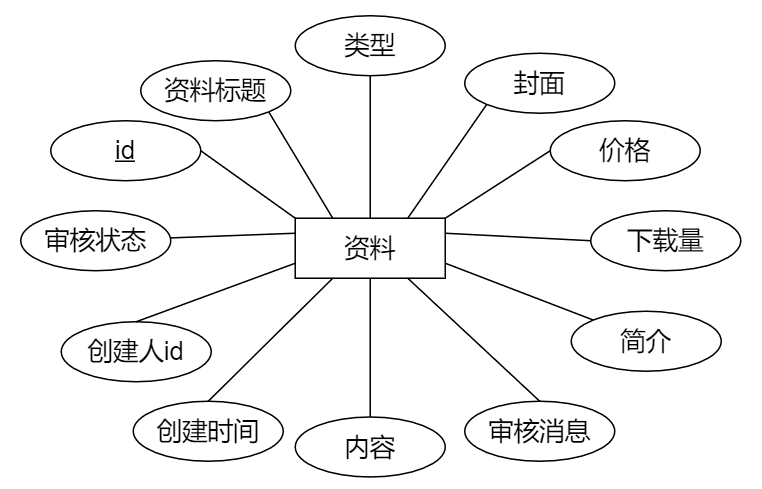 类型
资料标题
封面
id
价格
审核状态
资料
下载量
创建人id
简介
创建时间
内容
审核消息